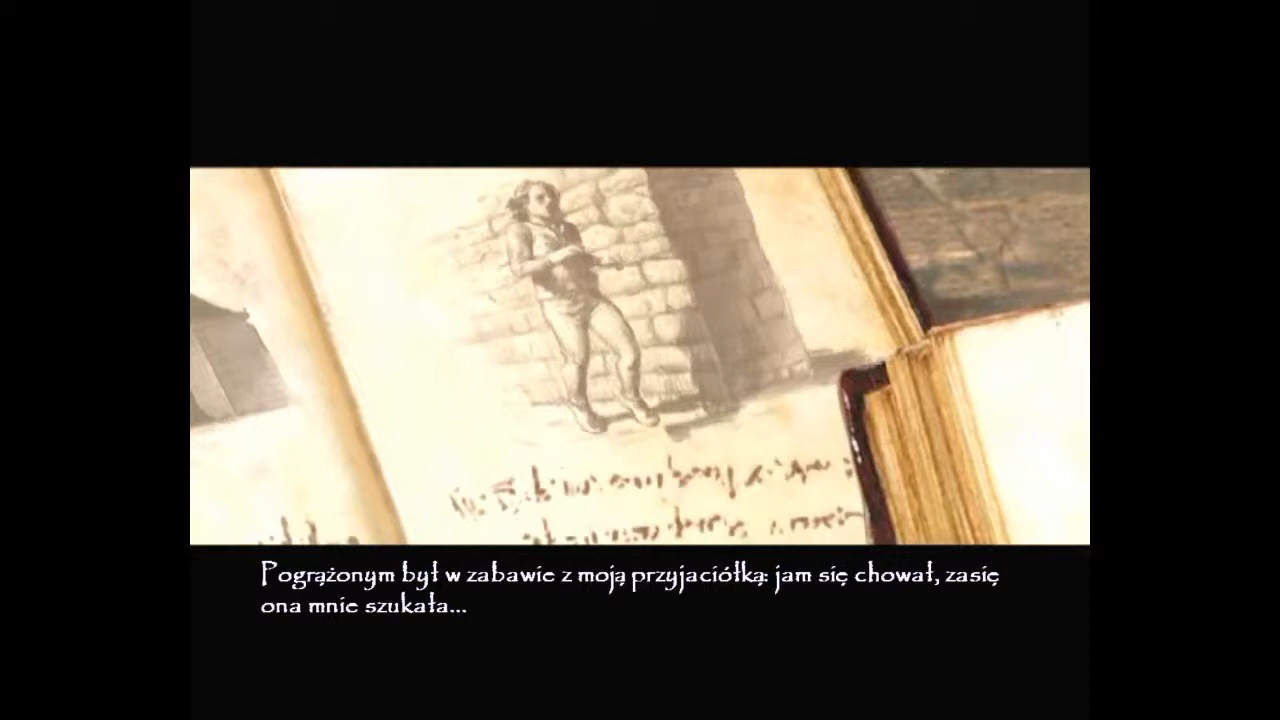 Pogrążonym był w zabawie z moją przyjaciółką: jam się chował, zasię
ona mnie szukała...